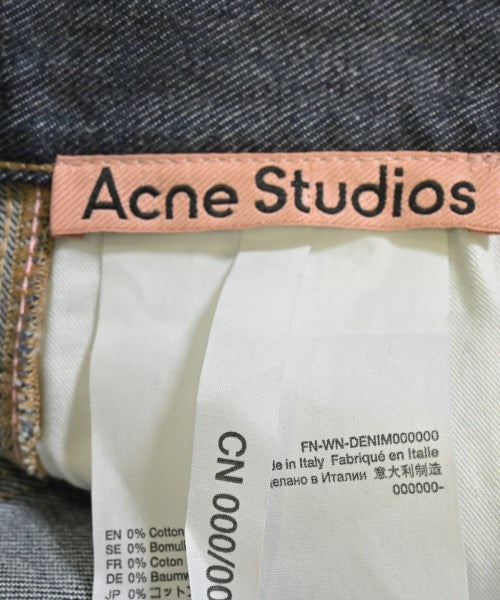 Acne Studios
FN-WN-DENIM000000
de in Italy Fabriqué en Italie
делано в Италии 意大利制造
000000-
CN 000/00
EN 0% Cotton
SE 0% Bomull
FR 0% Coton
DE 0% Baumw
JP 0% コットン